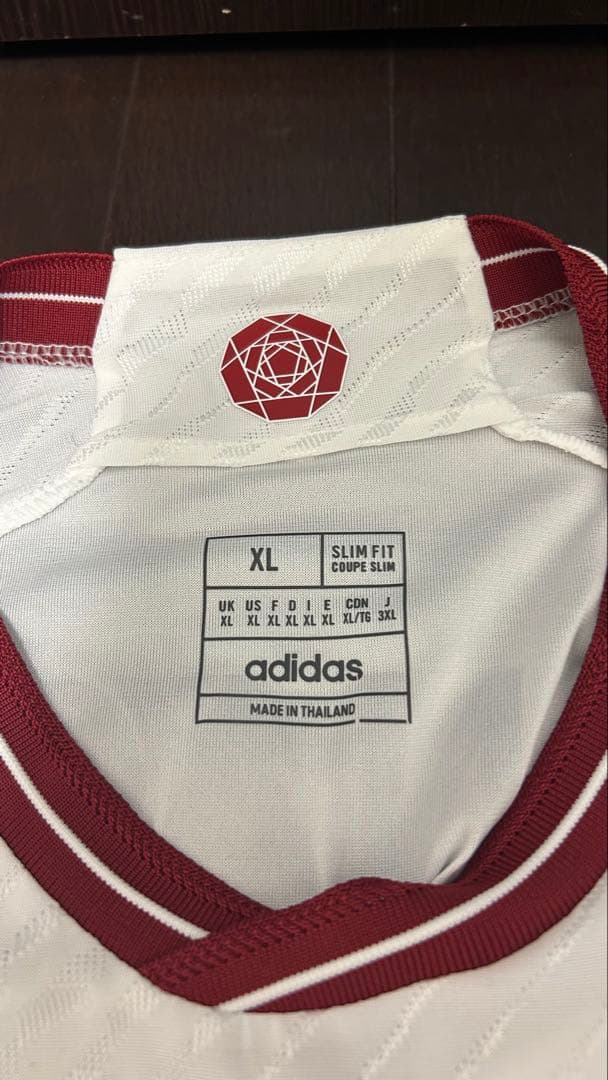 XL
SLIM FIT
COUPE SLIM
UK US F D I E CDN J
XL XL XL XL XL XL XL/TG 3XL
adidas
MADE IN THAILAND